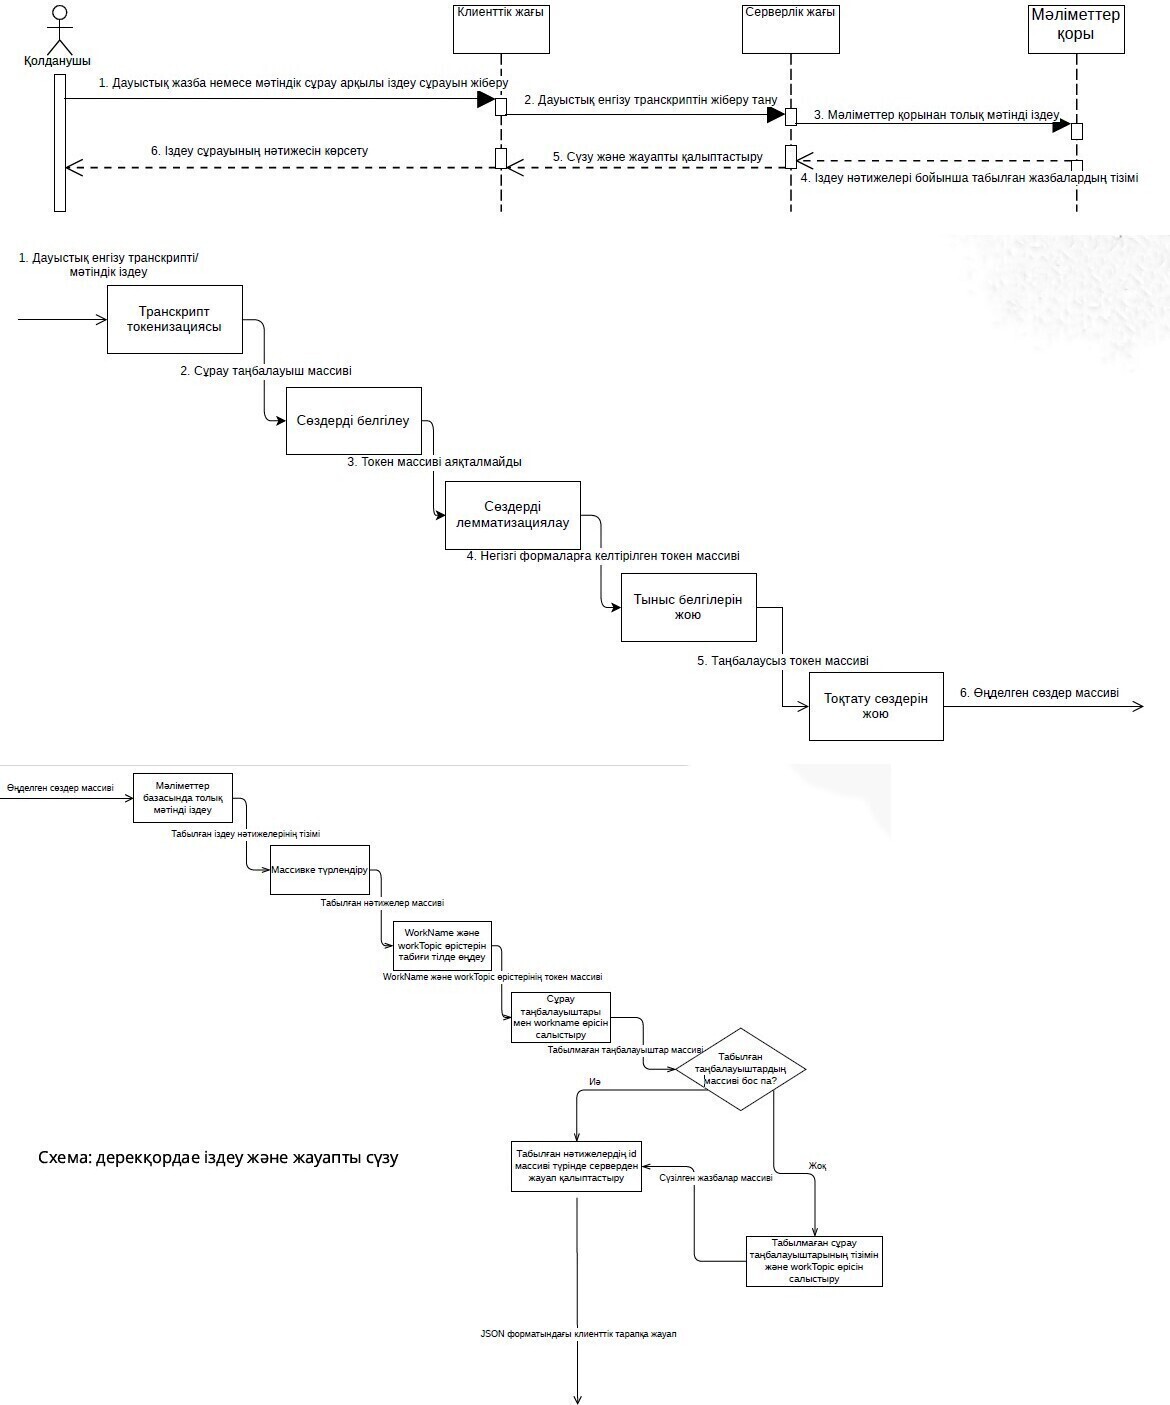 Қолданушы
Клиенттік жағы
Серверлік жағы
Мәліметтер
қоры
1. Дауыстық жазба немесе мәтіндік сұрау арқылы іздеу сұрауын жіберу
2. Дауыстық енгізу транскриптін жіберу тану
3. Мәліметтер қорынан толық мәтінді іздеу
6. Іздеу сұрауының нәтижесін көрсету
5. Сүзу және жауапты қалыптастыру
4. Іздеу нәтижелері бойынша табылған жазбалардың тізімі
1. Дауыстық енгізу транскрипті/
мәтіндік іздеу
Транскрипт
токенизациясы
2. Сұрау таңбалауыш массиві
Сөздерді белгілеу
3. Токен массиві аяқталмайды
Сөздерді
лемматизациялау
4. Негізгі формаларға келтірілген токен массиві
Тыныс белгілерін
жою
5. Таңбалаусыз токен массиві
Тоқтату сөздерін
жою
6. Өңделген сөздер массиві
Өңделген сөздер массиві
Мәліметтер
базасында толық
мәтінді іздеу
Табылған іздеу нәтижелерінің тізімі
Массивке түрлендіру
Табылған нәтижелер массиві
WorkName және
workTopic өрістерін
табиғи тілде өңдеу
WorkName және workTopic өрістерінің токен массиві
Сұрау
таңбалауыштары
мен workname өрісін
салыстыру
Табылмаған таңбалауыштар массиві
Табылған
таңбалауыштардың
массиві бос па?
Иә
Жоқ
Табылған нәтижелердің id
массиві түрінде серверден
жауап қалыптастыру
Сүзілген жазбалар массиві
Табылмаған сұрау
таңбалауыштарының тізімін
және workTopic өрісін
салыстыру
Схема: дерекқордае іздеу және жауапты сүзу
JSON форматындағы клиенттік тарапқа жауап